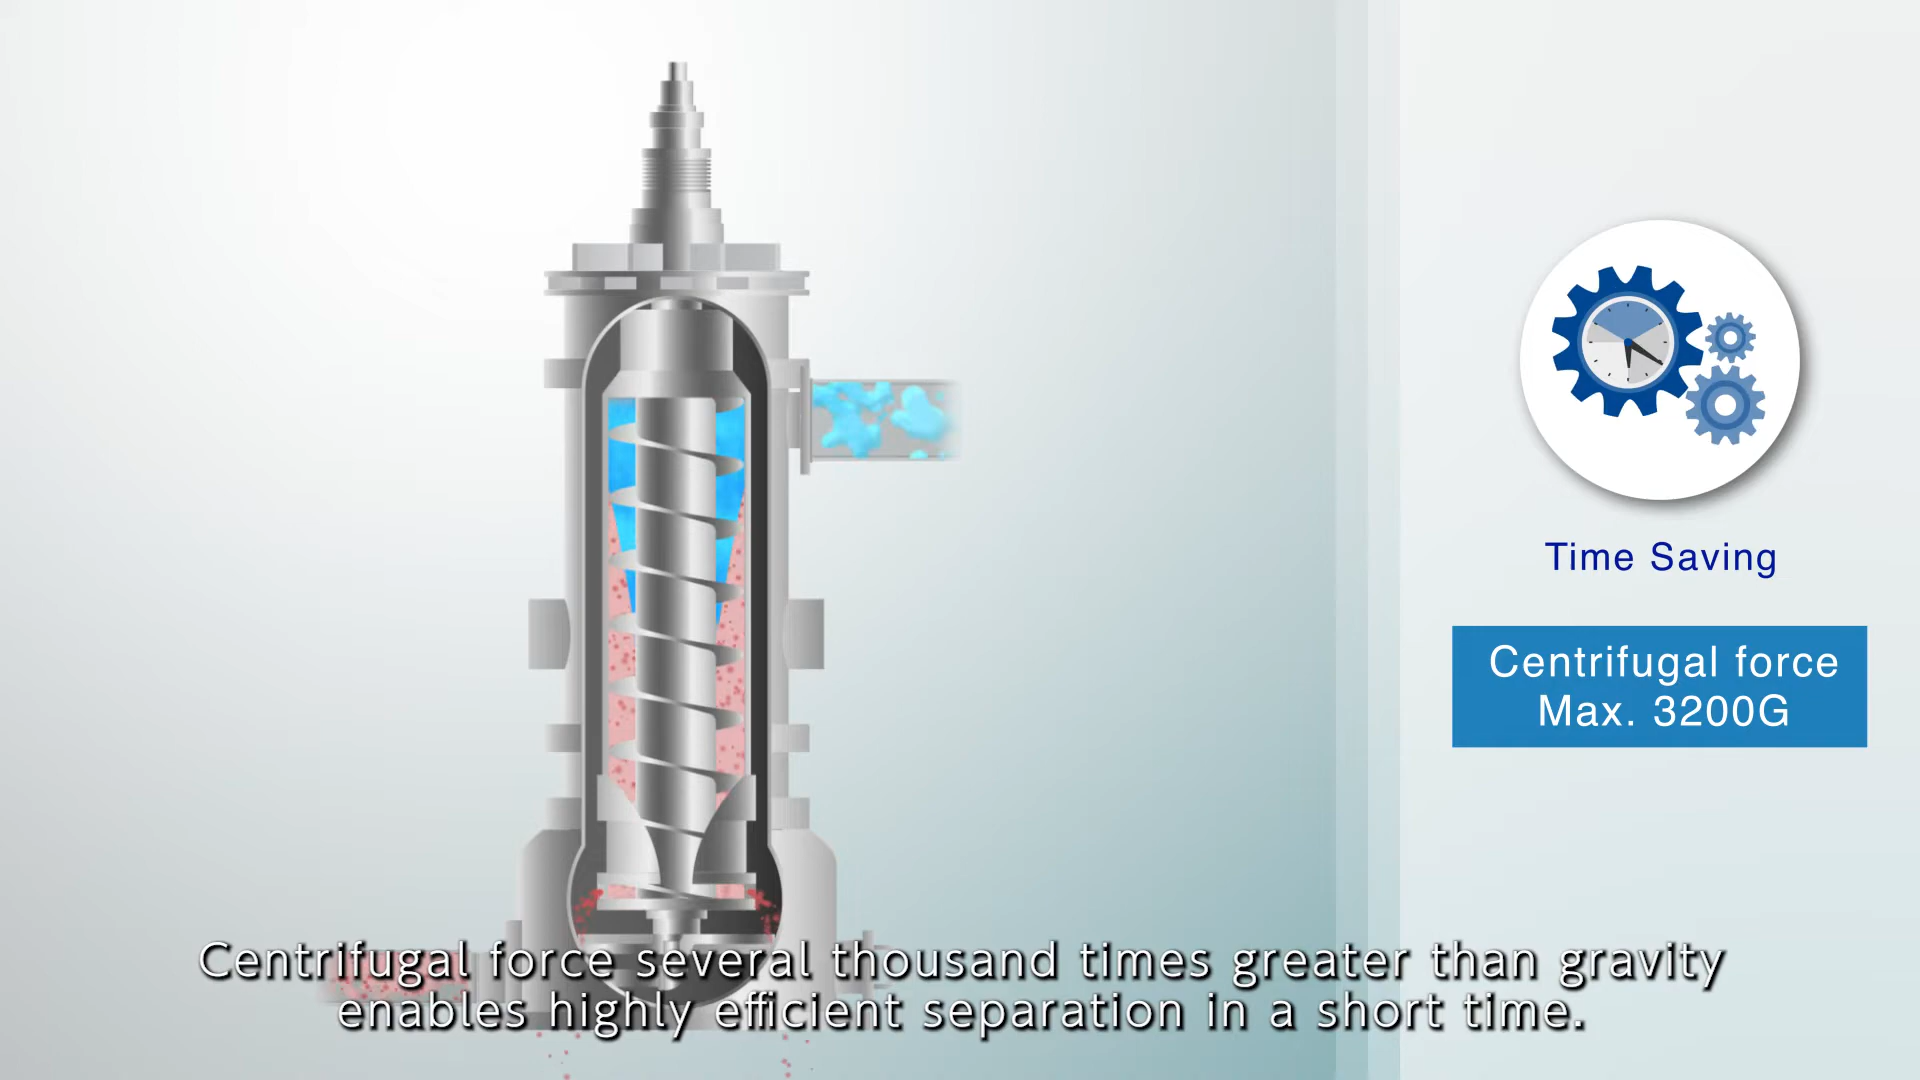 Time Saving
Centrifugal force
Max. 3200G
Centrifugal force several thousand times greater than gravity
enables highly efficient separation in a short time.